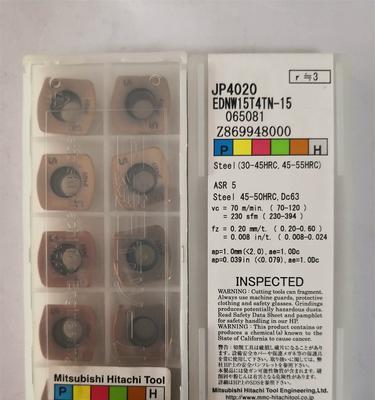 r ≒ 3
JP4020
EDNW15T4TN-15
065081
Z869948000
P H
Steel (30-45HRC, 45-55HRC)
ASR 5
Steel 45-50HRC, Dc63
vc = 70 m/min. ( 70-120 )
= 230 sfm ( 230-394 )
fz = 0.20 mm/t. ( 0.20-0.60 )
= 0.008 in/t. ( 0.008-0.024
ap=1.0mm(<2.0), ae=1.0Dc
ap=0.039in (<0.079), ae=1.0Dc
INSPECTED
WARNING : Cutting tools can fragment.
Always use machine guards, protective
clothing and safety glasses. Grinding
produces potentially hazardous dusts.
Read Safety Data Sheet and pamphlet
for safety handling in our HP.
WARNING : This product contains or
produces a chemical(s) known to the
State of California to cause cancer.
Mitsubishi Hitachi Tool Engineering,Ltd.
http://www.mmc-hitachitool.co.jp
Mitsubishi Hitachi Tool
P H